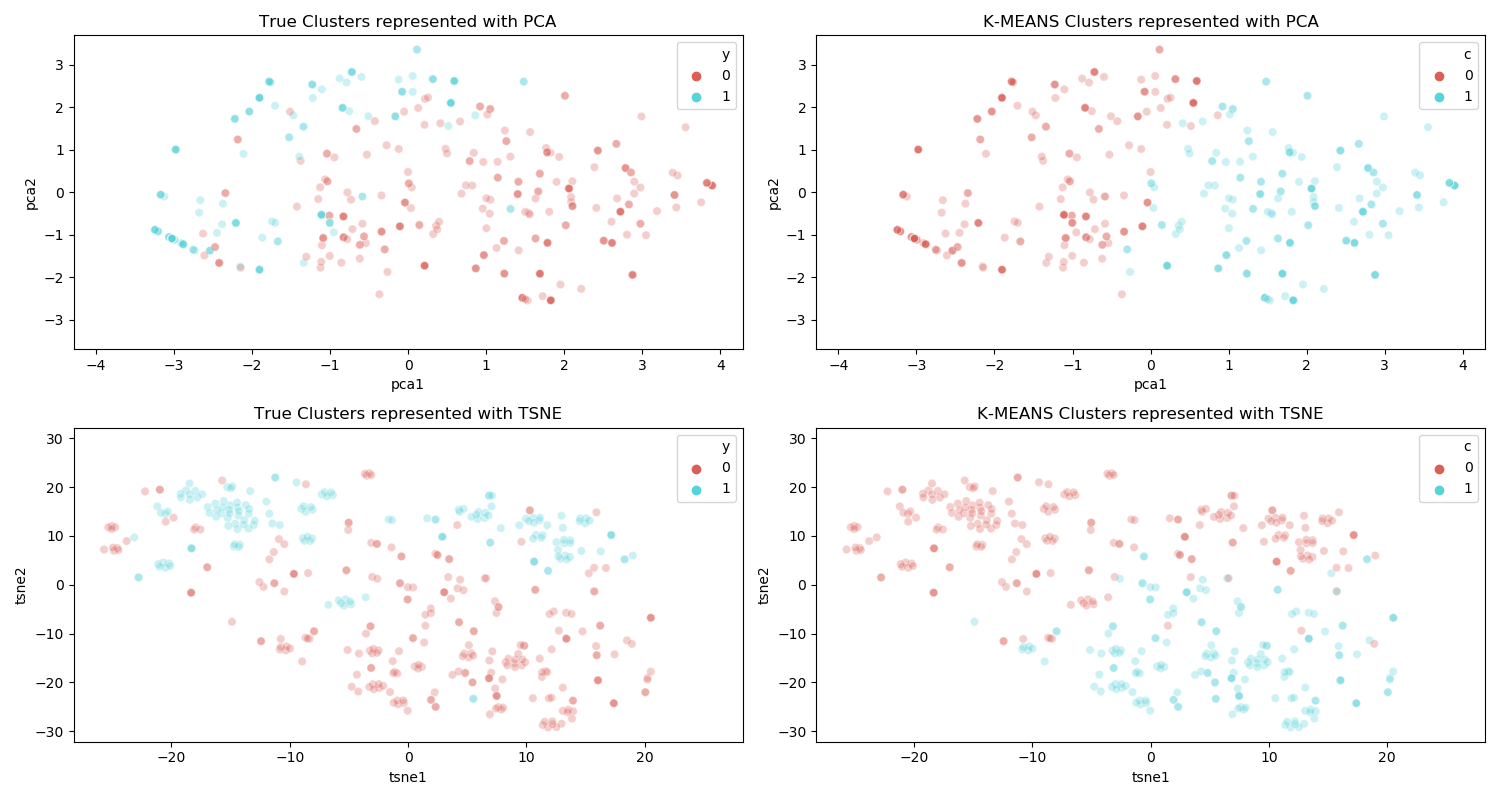 True Clusters represented with PCA
K-MEANS Clusters represented with PCA
y
0
1
c
0
1
pca2
3
2
1
0
−1
−2
−3
−4 −3 −2 −1 0 1 2 3 4
pca1
pca2
3
2
1
0
−1
−2
−3
−4 −3 −2 −1 0 1 2 3 4
pca1
True Clusters represented with TSNE
K-MEANS Clusters represented with TSNE
y
0
1
c
0
1
tsne2
30
20
10
0
−10
−20
−30
−20 −10 0 10 20
tsne1
tsne2
30
20
10
0
−10
−20
−30
−20 −10 0 10 20
tsne1